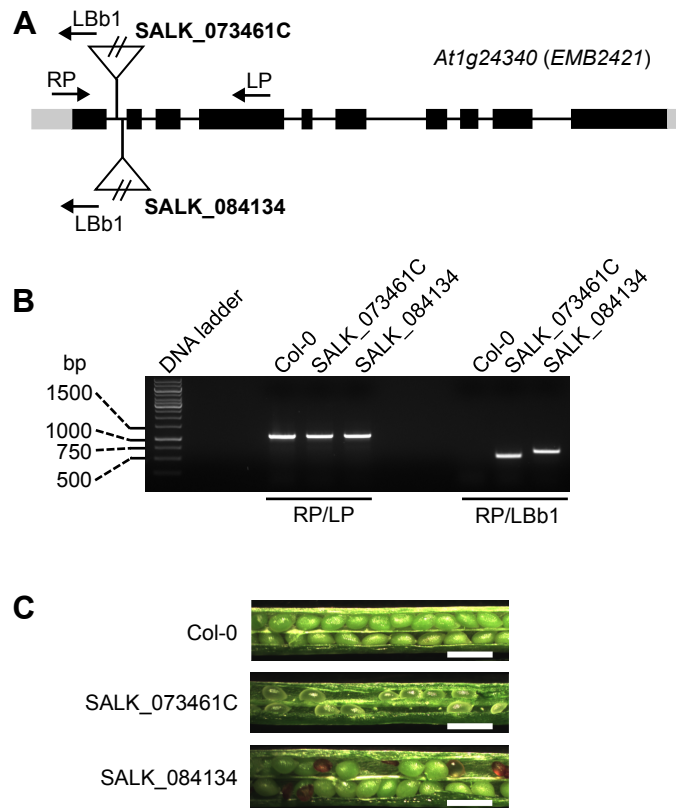 A
LBb1
SALK_073461C
At1g24340 (EMB2421)
RP
LP
LBb1
SALK_084134
B
bp
DNA ladder
Col-0
SALK_073461C
SALK_084134
Col-0
SALK_073461C
SALK_084134
1500
1000
750
500
RP/LP
RP/LBb1
C
Col-0
SALK_073461C
SALK_084134